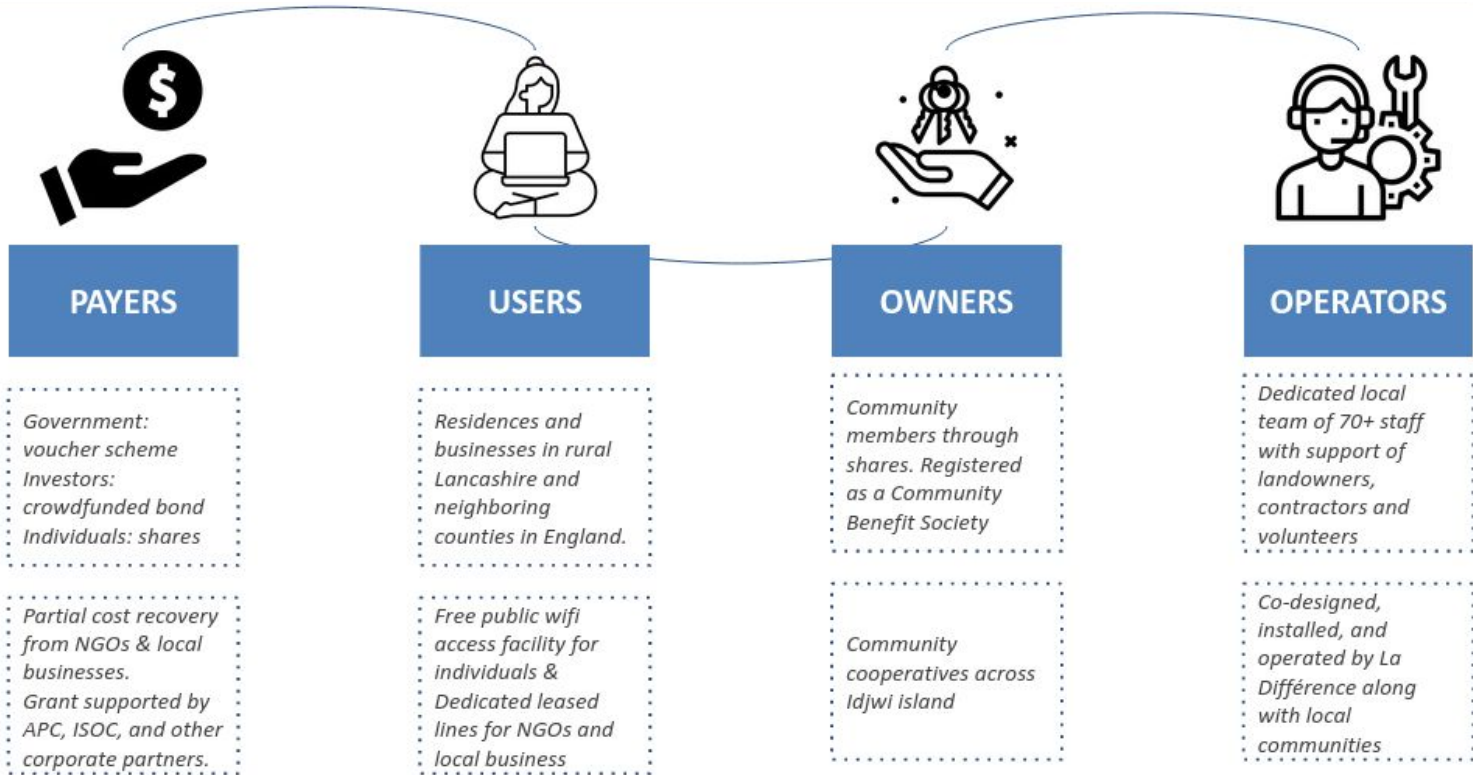 $
PAYERS
USERS
OWNERS
OPERATORS
Government:
voucher scheme
Investors:
crowdfunded bond
Individuals: shares
Residences and
businesses in rural
Lancashire and
neighboring
counties in England.
Community
members through
shares. Registered
as a Community
Benefit Society
Dedicated local
team of 70+ staff
with support of
landowners,
contractors and
volunteers
Partial cost recovery
from NGOs & local
businesses.
Grant supported by
APC, ISOC, and other
corporate partners.
Free public wifi
access facility for
individuals &
Dedicated leased
lines for NGOs and
local business
Community
cooperatives across
Idjwi island
Co-designed,
installed, and
operated by La
Différence along
with local
communities